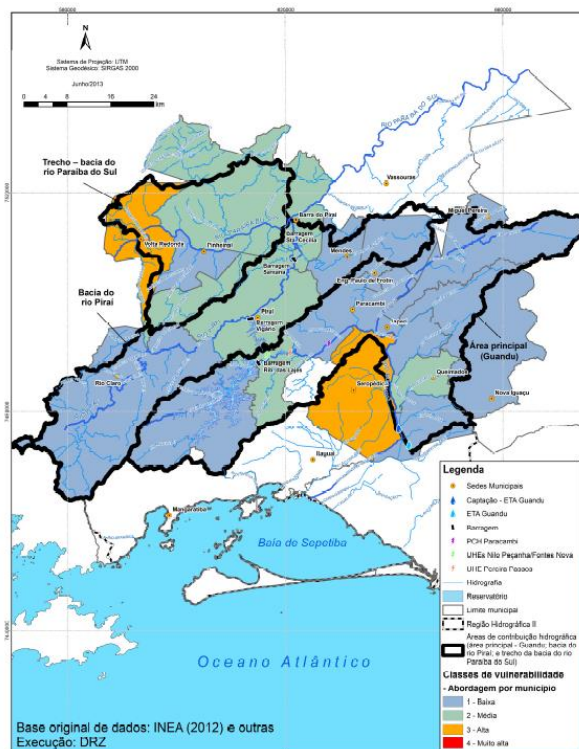 N
Sistema de Projeção: UTM
Sistema Geodésico: SIRGAS 2000
Junho/2013
0 4 8 16 24
km
RIO PARAÍBA DO SUL
Trecho – bacia do
rio Paraíba do Sul
Vassouras
Barra do Piraí
Miguel Pereira
Volta Redonda
Pinheiral
Barragem
Sta. Cecília
Mendes
Barragem
Santana
Eng. Paulo de Frontin
Bacia do
rio Piraí
Piraí
Barragem
Vigário
Paracambi
Japeri
Área principal
(Guandu)
Rio Claro
Barragem
Rib. das Lajes
Queimados
Seropédica
Nova Iguaçu
Itaguaí
Mangaratiba
Baía de Sepetiba
Oceano Atlântico
Legenda
Sedes Municipais
Captação - ETA Guandu
ETA Guandu
Barragem
PCH Paracambi
UHEs Nilo Peçanha/Fontes Nova
UHE Pereira Passos
Hidrografia
Reservatório
Limite municipal
Região Hidrográfica II
Áreas de contribuição hidrográfica
(área principal - Guandu; bacia do
rio Piraí; e trecho da bacia do rio
Paraíba do Sul)
Classes de vulnerabilidade
- Abordagem por município
1 - Baixa
2 - Média
3 - Alta
4 - Muito alta
Base original de dados: INEA (2012) e outras
Execução: DRZ